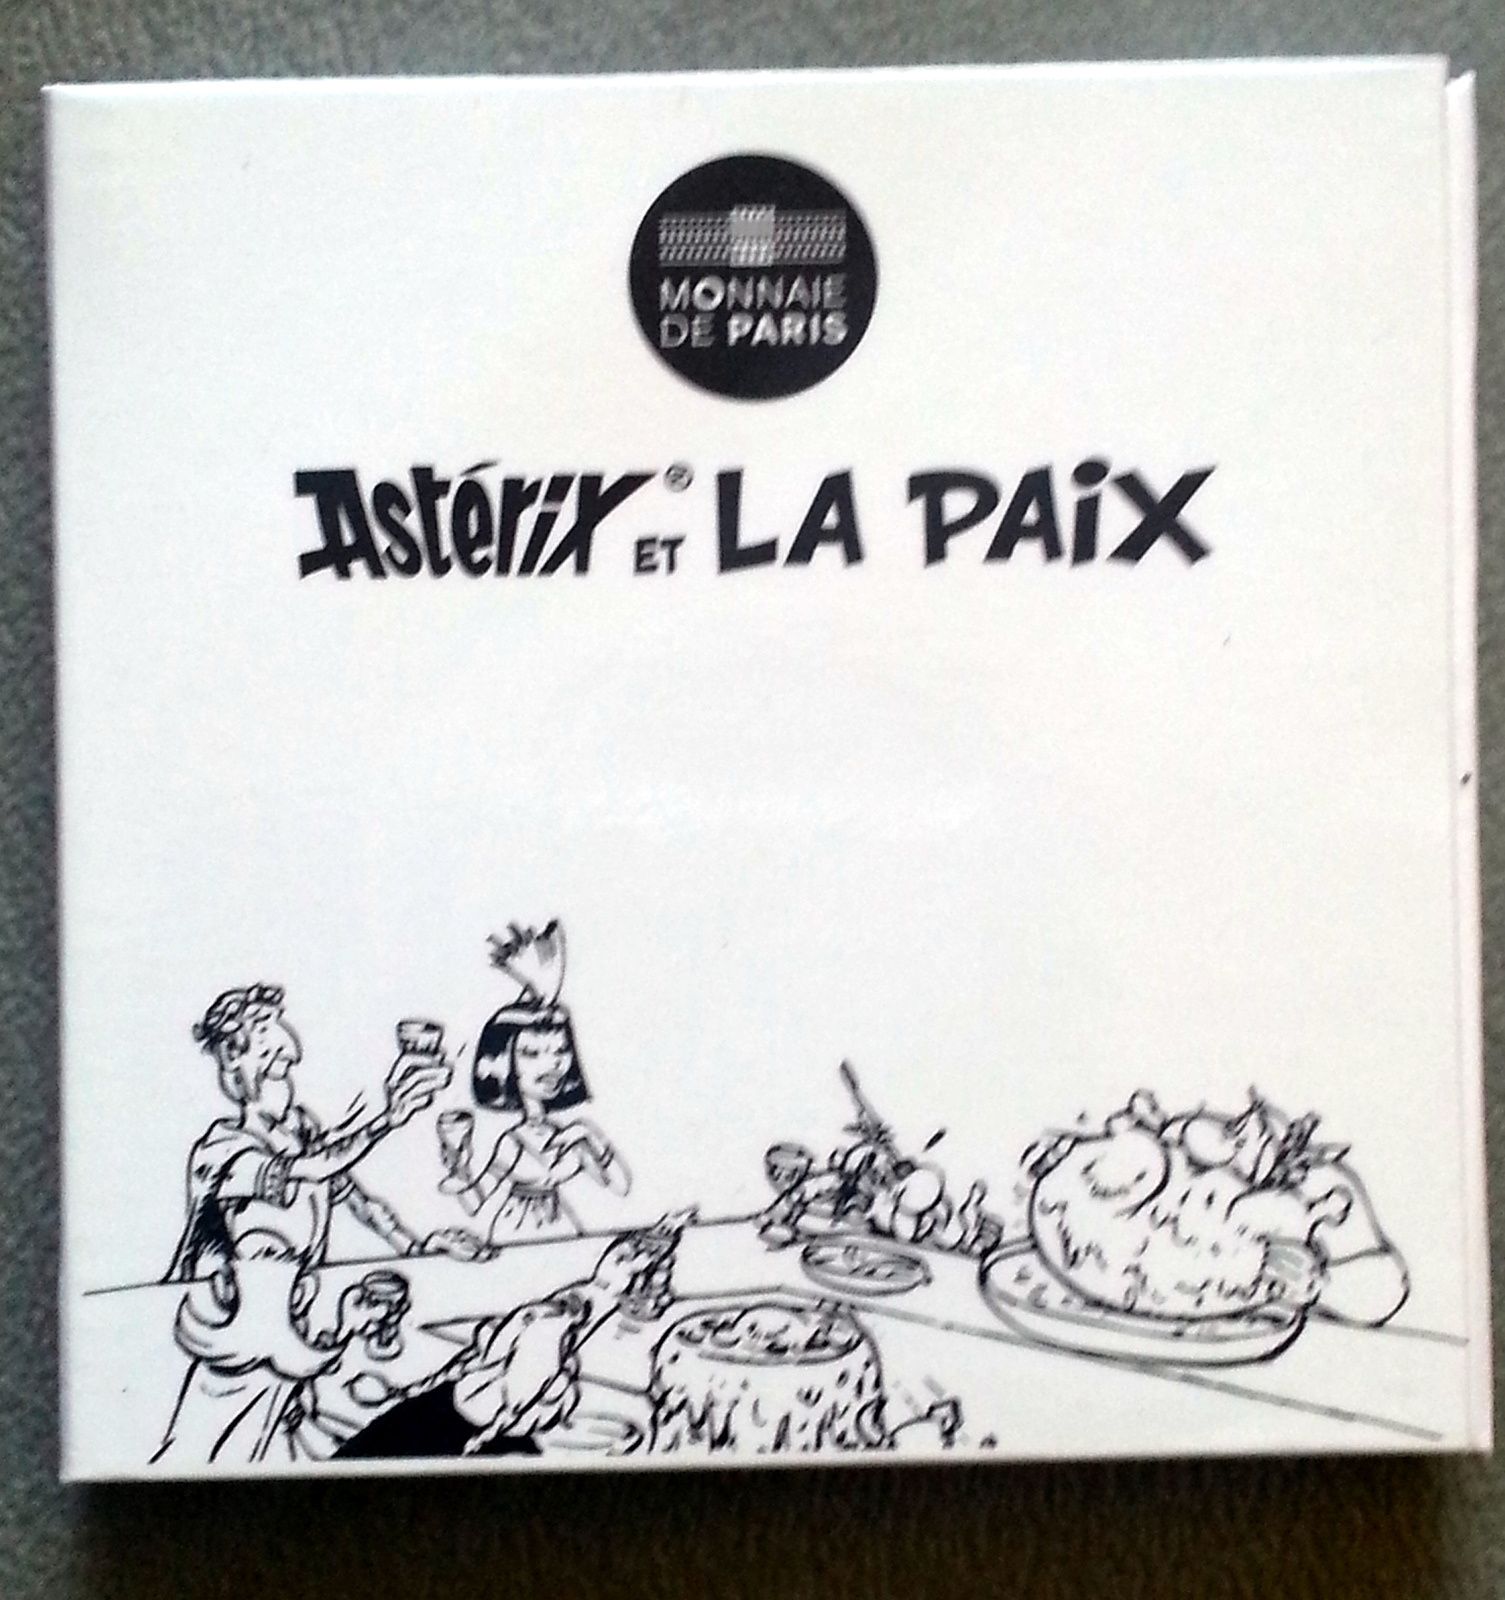 MONNAIE
DE PARIS
Astérix® ET LA PAiX